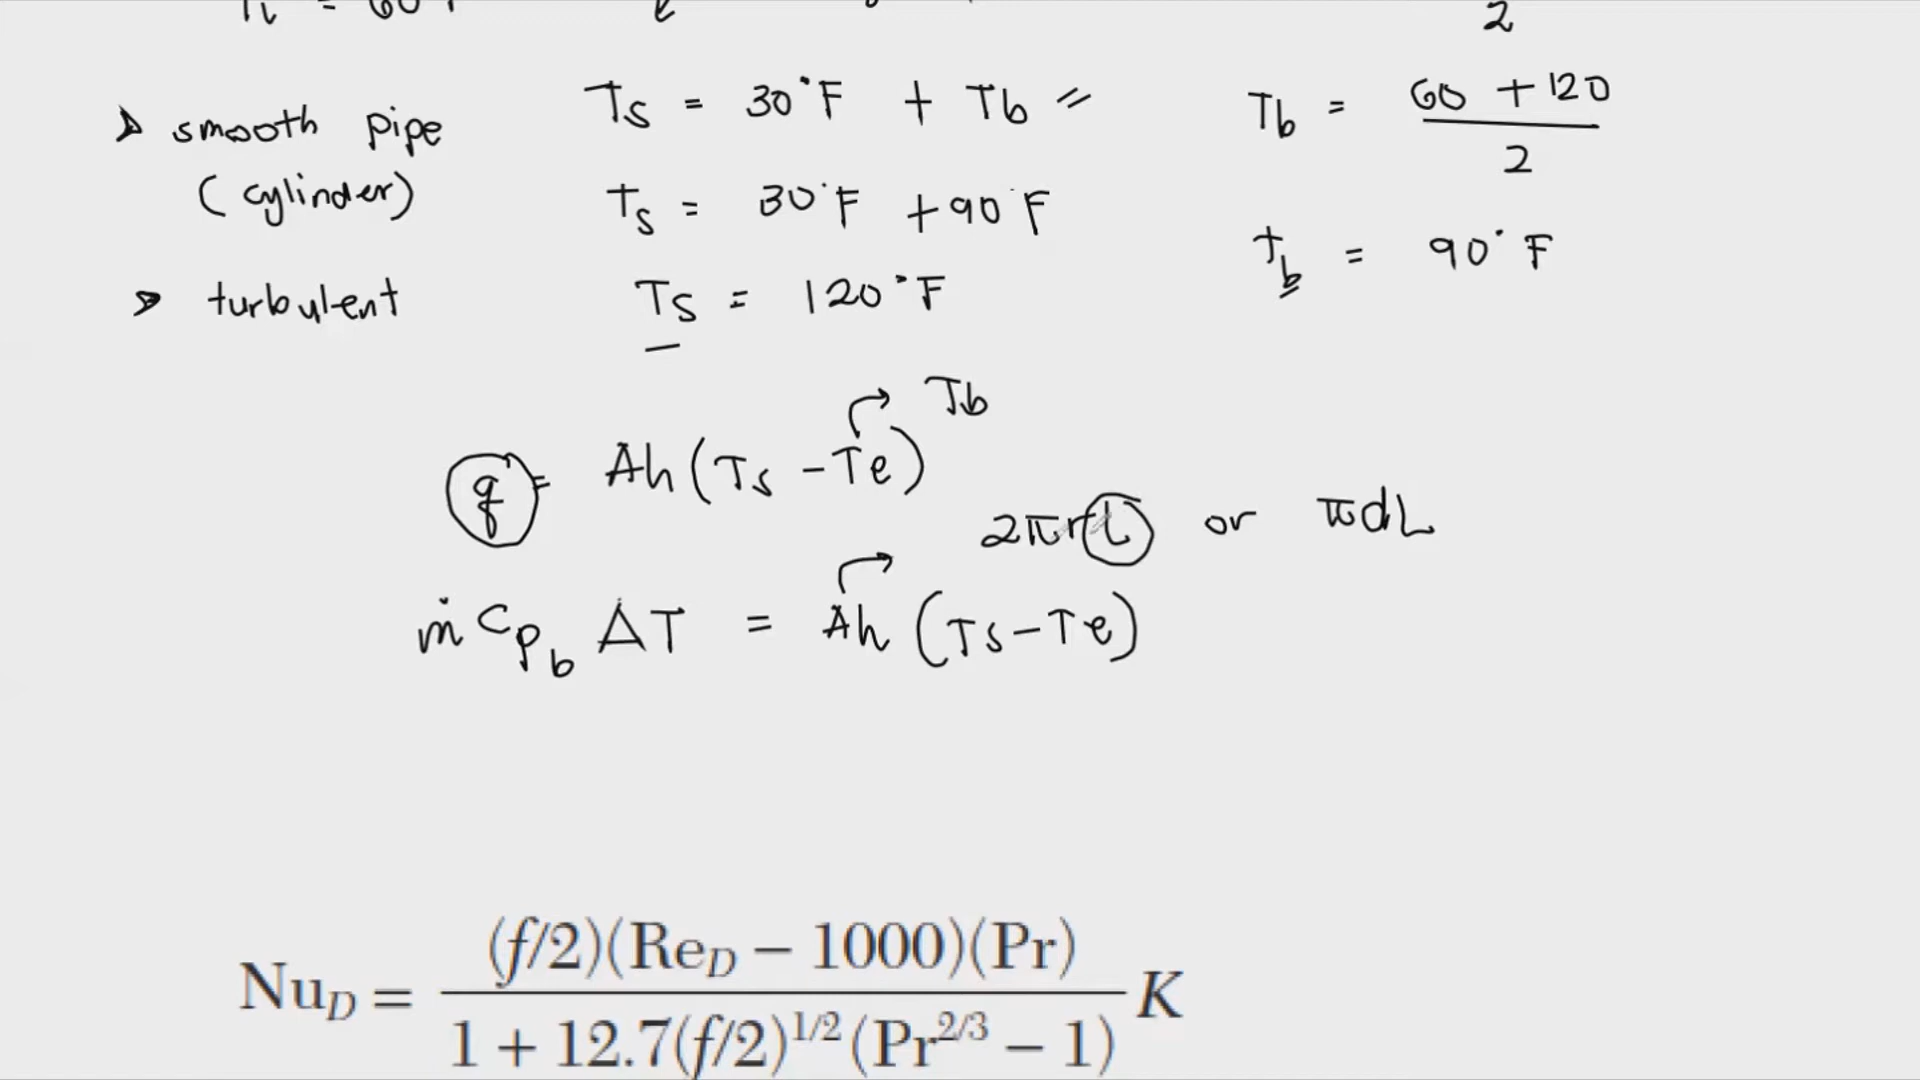 2
Ts = 30°F + Tb =
Tb = 60 + 120 / 2
smooth pipe
(cylinder)
Ts = 30°F + 90°F
tb = 90°F
turbulent
Ts = 120°F
Tb
q = Ah(Ts - Te)
2πrL or πdL
ṁ Cpb ΔT = Ah (Ts - Te)
NuD = (f/2)(ReD − 1000)(Pr) / 1 + 12.7(f/2)^1/2 (Pr^2/3 − 1) K